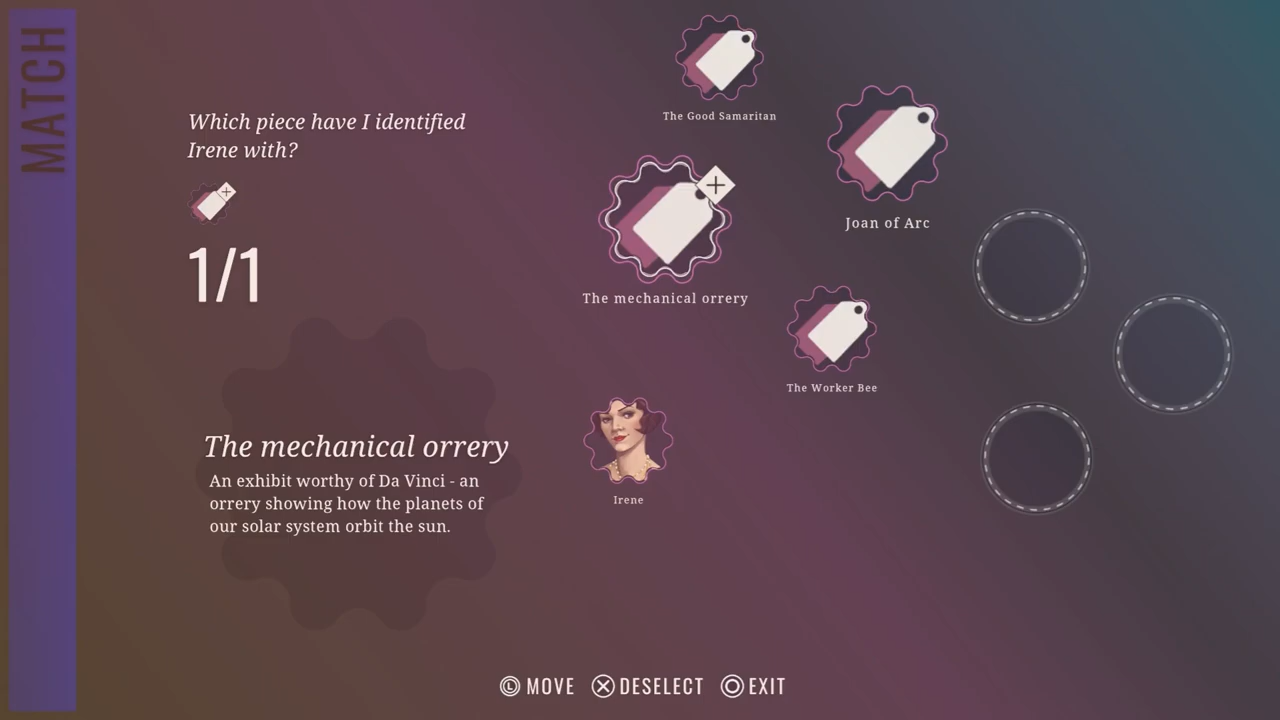 MATCH
Which piece have I identified
Irene with?
1/1
The mechanical orrery
An exhibit worthy of Da Vinci - an
orrery showing how the planets of
our solar system orbit the sun.
The Good Samaritan
Joan of Arc
The mechanical orrery
The Worker Bee
Irene
L MOVE DESELECT EXIT